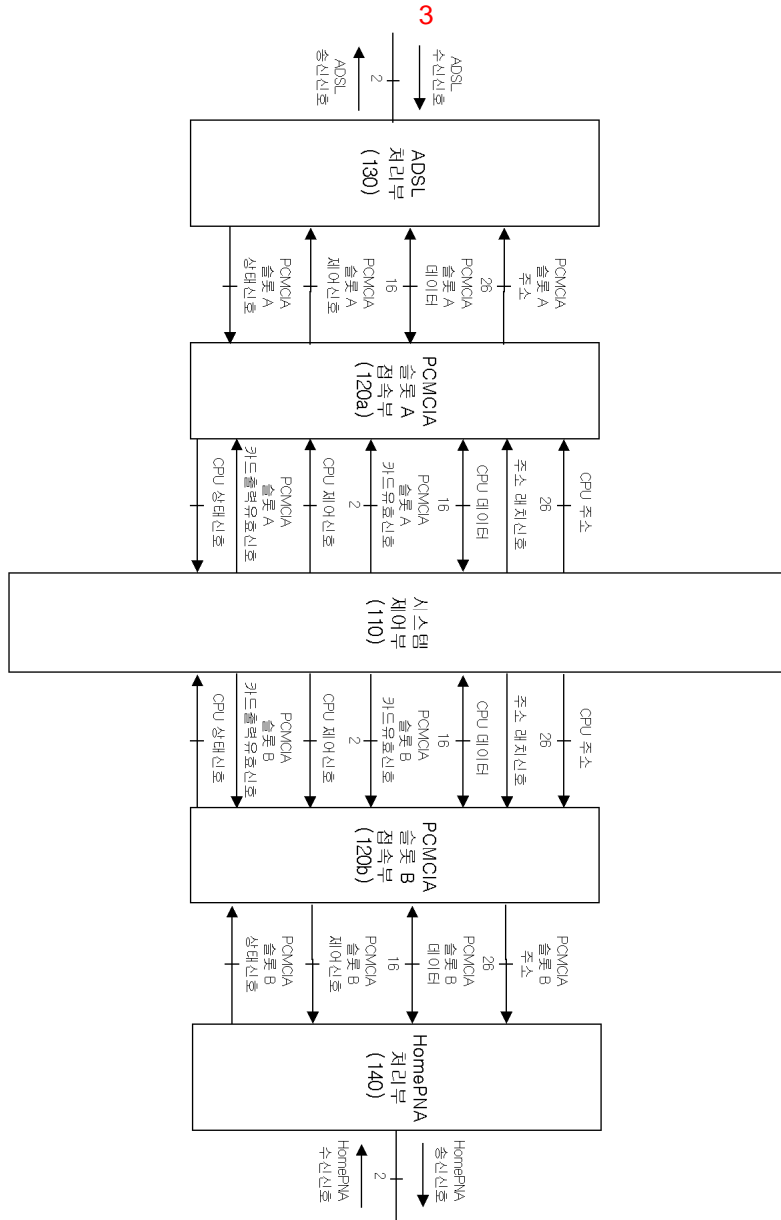 3
ADSL
수신신호
2
ADSL
송신신호
ADSL
처리부
(130)
PCMCIA
슬롯 A
주소
26
PCMCIA
슬롯 A
데이터
16
PCMCIA
슬롯 A
제어신호
PCMCIA
슬롯 A
상태신호
PCMCIA
슬롯 A
접속부
(120a)
CPU 주소
26
주소 래치신호
CPU 데이터
16
PCMCIA
슬롯 A
카드유효신호
2
CPU 제어신호
PCMCIA
슬롯 A
카드출력유효신호
CPU 상태신호
시스템
제어부
(110)
CPU 주소
26
주소 래치신호
CPU 데이터
16
PCMCIA
슬롯 B
카드유효신호
2
CPU 제어신호
PCMCIA
슬롯 B
카드출력유효신호
CPU 상태신호
PCMCIA
슬롯 B
접속부
(120b)
PCMCIA
슬롯 B
주소
26
PCMCIA
슬롯 B
데이터
16
PCMCIA
슬롯 B
제어신호
PCMCIA
슬롯 B
상태신호
HomePNA
처리부
(140)
HomePNA
송신신호
2
HomePNA
수신신호